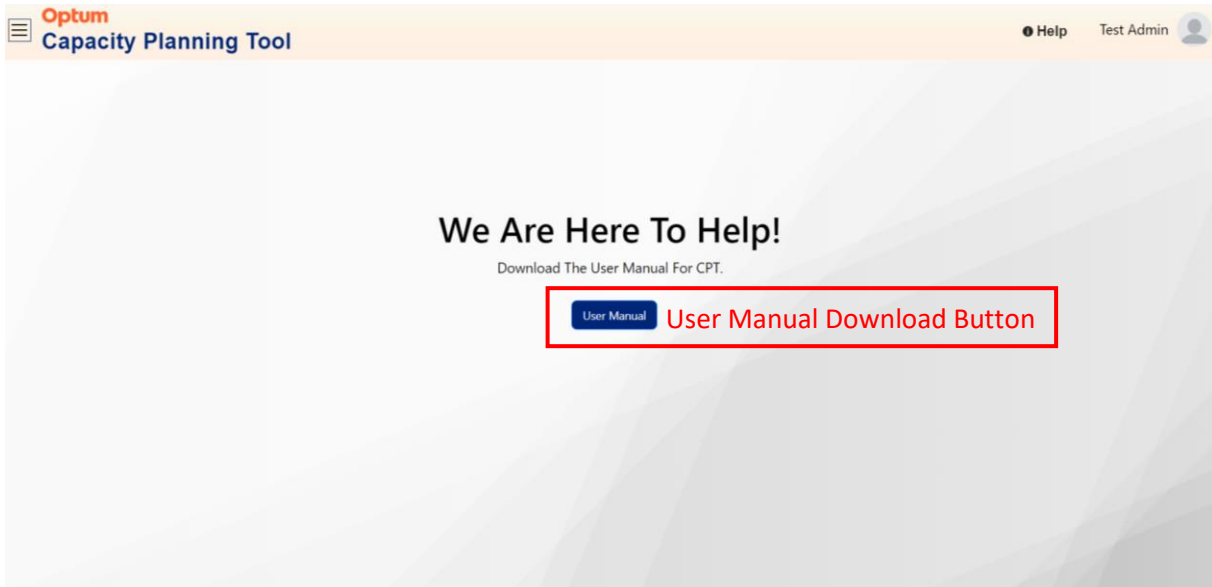 Optum
Capacity Planning Tool
Help
Test Admin
We Are Here To Help!
Download The User Manual For CPT.
User Manual
User Manual Download Button